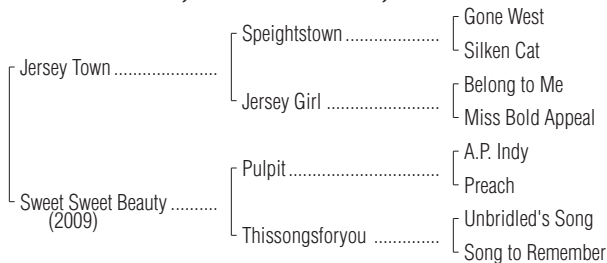 Gone West
Speightstown ..................
Silken Cat
Jersey Town .....................
Belong to Me
Jersey Girl ......................
Miss Bold Appeal
A.P. Indy
Pulpit ............................
Preach
Sweet Sweet Beauty .........
(2009)
Unbridled's Song
Thissongsforyou ............
Song to Remember